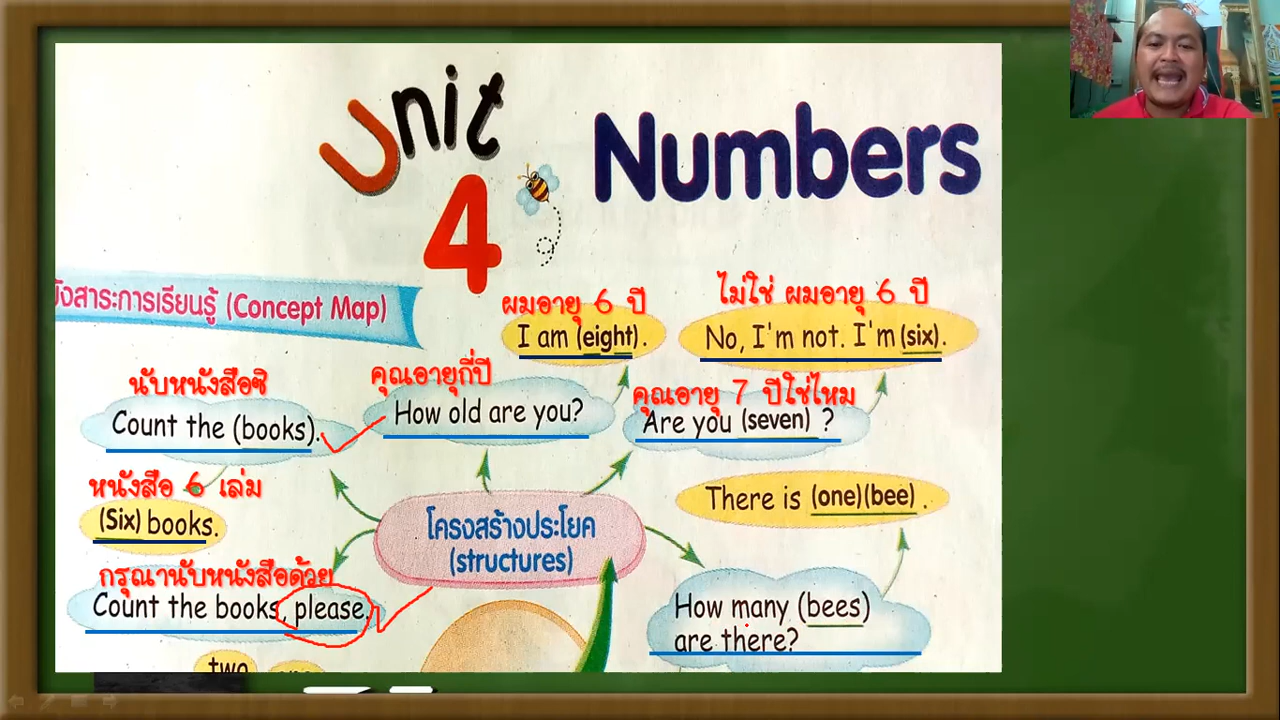 Unit
4
Numbers
ังสาระการเรียนรู้ (Concept Map)
ผมอายุ 6 ปี
I am (eight).
ไม่ใช่ ผมอายุ 6 ปี
No, I'm not. I'm (six).
นับหนังสือซิ
Count the (books).
คุณอายุกี่ปี
How old are you?
คุณอายุ 7 ปีใช่ไหม
Are you (seven) ?
หนังสือ 6 เล่ม
(Six) books.
โครงสร้างประโยค
(structures)
There is (one)(bee) .
กรุณานับหนังสือด้วย
Count the books, please.
How many (bees)
are there?
two